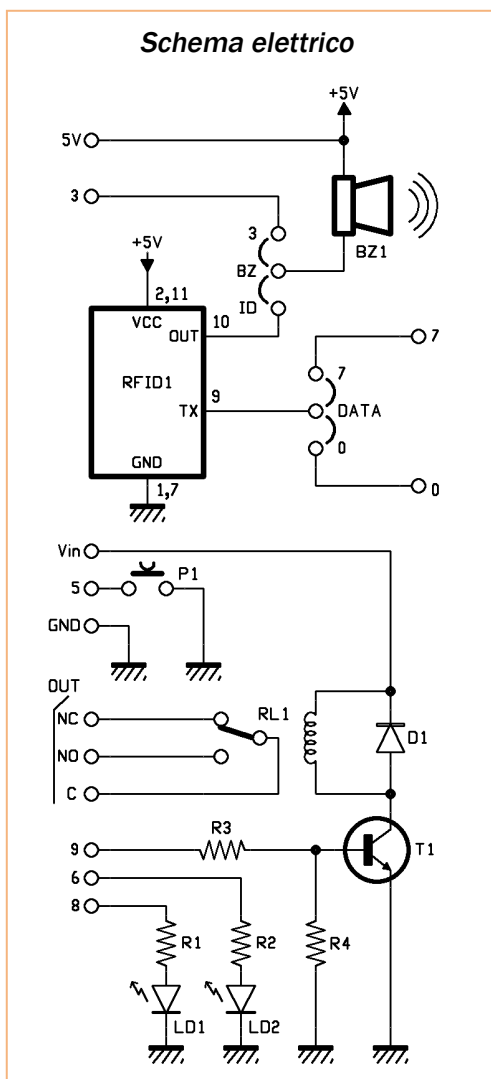 Schema elettrico
+5V
5V
3
3
BZ
BZ1
ID
+5V
2,11
VCC
OUT
10
RFID1
TX
9
7
7
DATA
0
0
GND
1,7
Vin
5
P1
GND
OUT
NC
RL1
D1
NO
C
R3
9
T1
6
8
R1
R2
R4
LD1
LD2